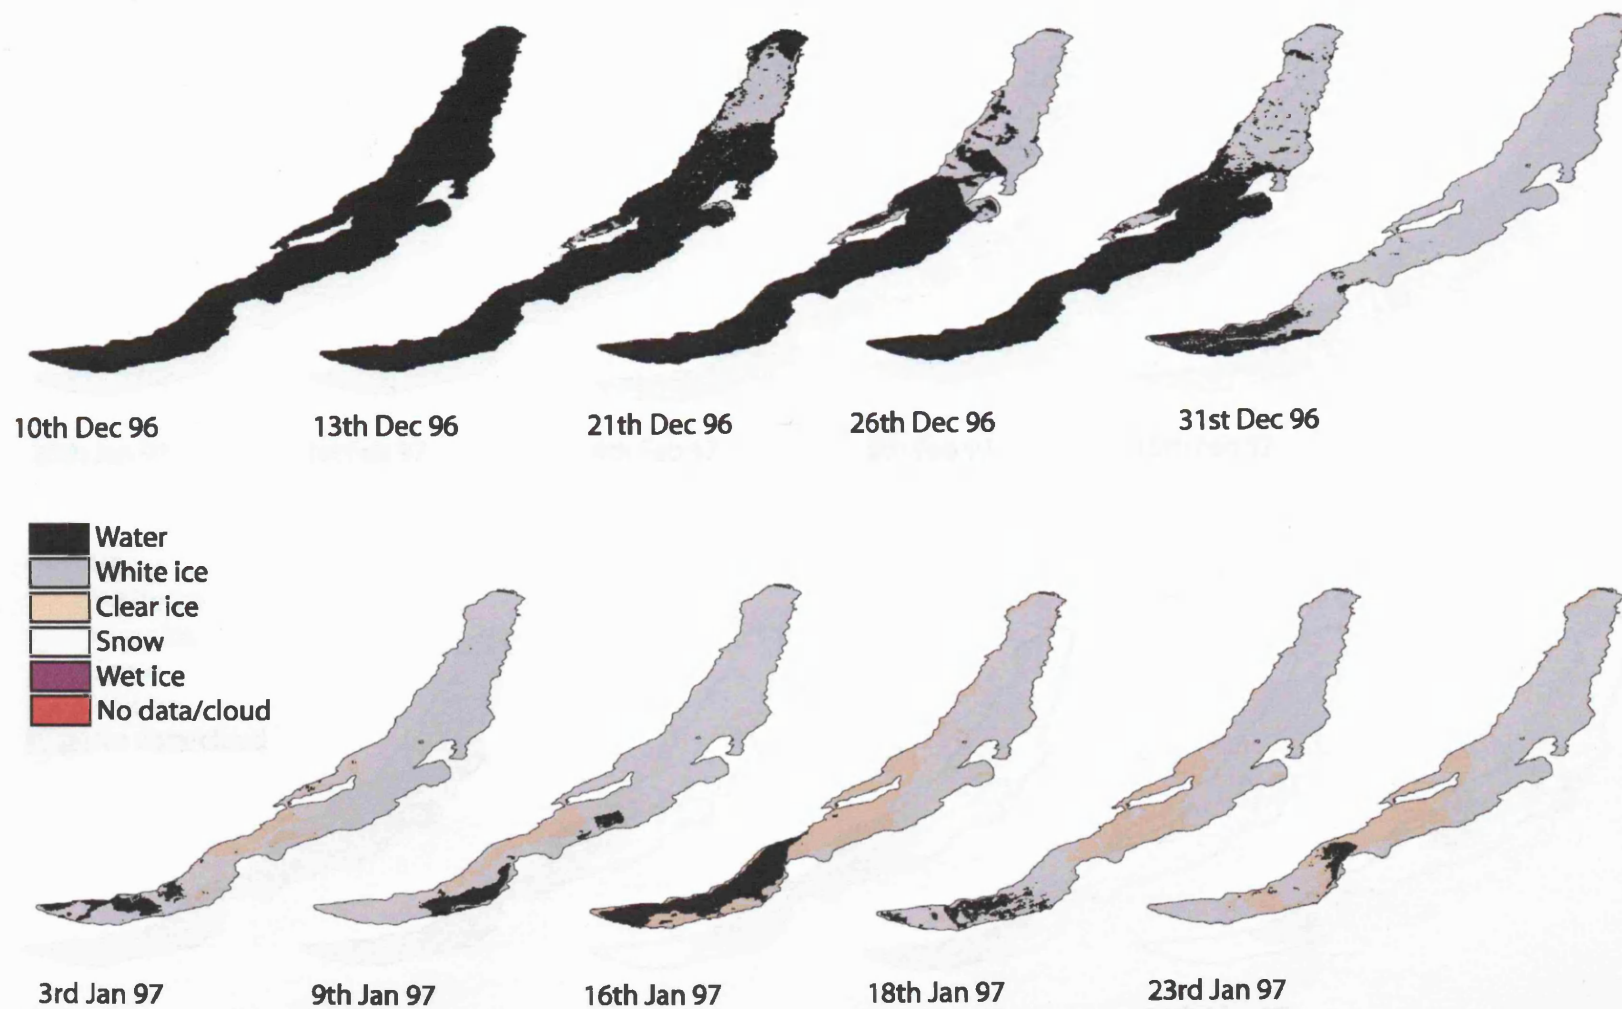 10th Dec 96
13th Dec 96
21th Dec 96
26th Dec 96
31st Dec 96
Water
White ice
Clear ice
Snow
Wet ice
No data/cloud
3rd Jan 97
9th Jan 97
16th Jan 97
18th Jan 97
23rd Jan 97